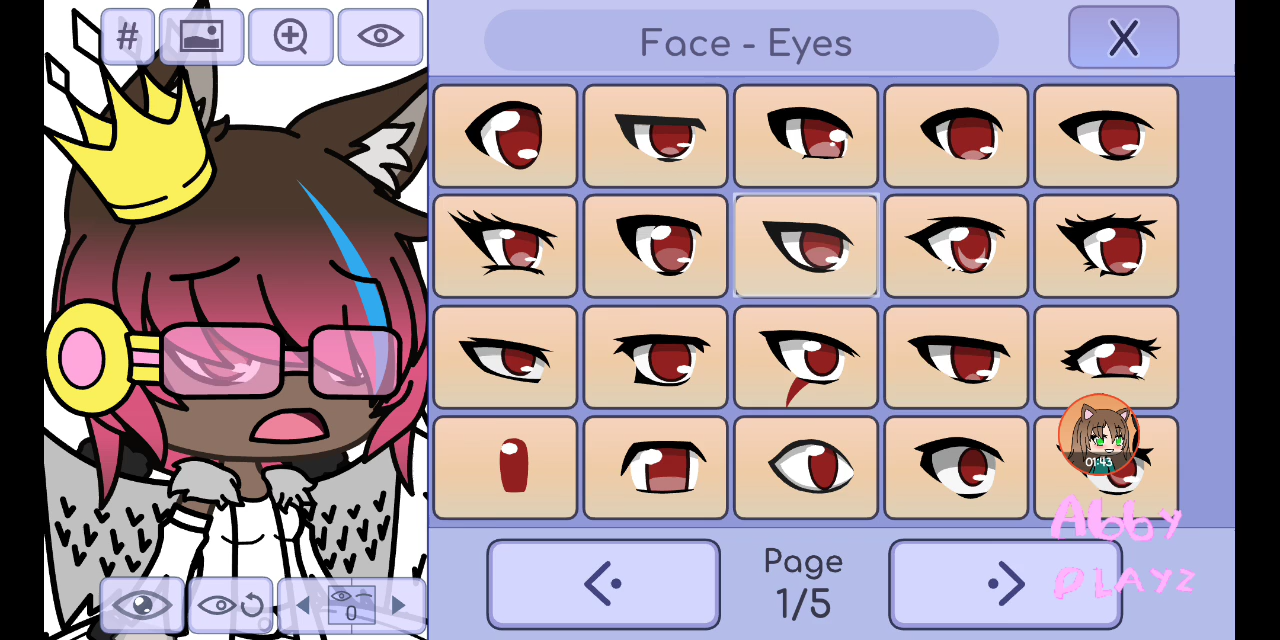 #
Face - Eyes
X
01:43
Abby
PLAYZ
Page
1/5
0